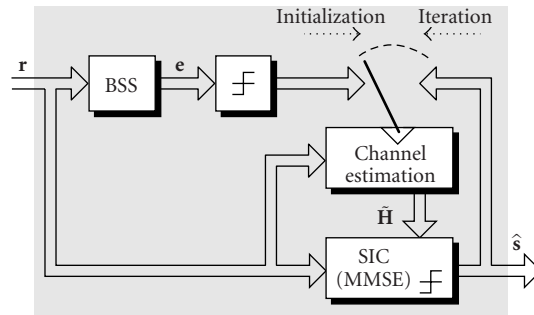 Initialization Iteration
r
e
BSS
Channel
estimation
H̃
SIC
(MMSE)
ŝ